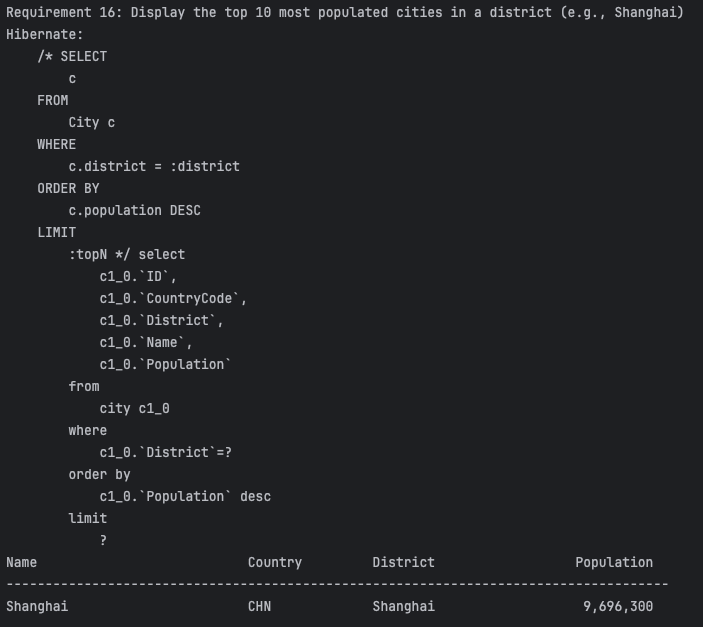 Requirement 16: Display the top 10 most populated cities in a district (e.g., Shanghai)
Hibernate:
    /* SELECT
        c
    FROM
        City c
    WHERE
        c.district = :district
    ORDER BY
        c.population DESC
    LIMIT
        :topN */ select
            c1_0.`ID`,
            c1_0.`CountryCode`,
            c1_0.`District`,
            c1_0.`Name`,
            c1_0.`Population`
        from
            city c1_0
        where
            c1_0.`District`=?
        order by
            c1_0.`Population` desc
        limit
            ?
Name                           Country         District                  Population
-------------------------------------------------------------------------------------
Shanghai                       CHN             Shanghai                   9,696,300